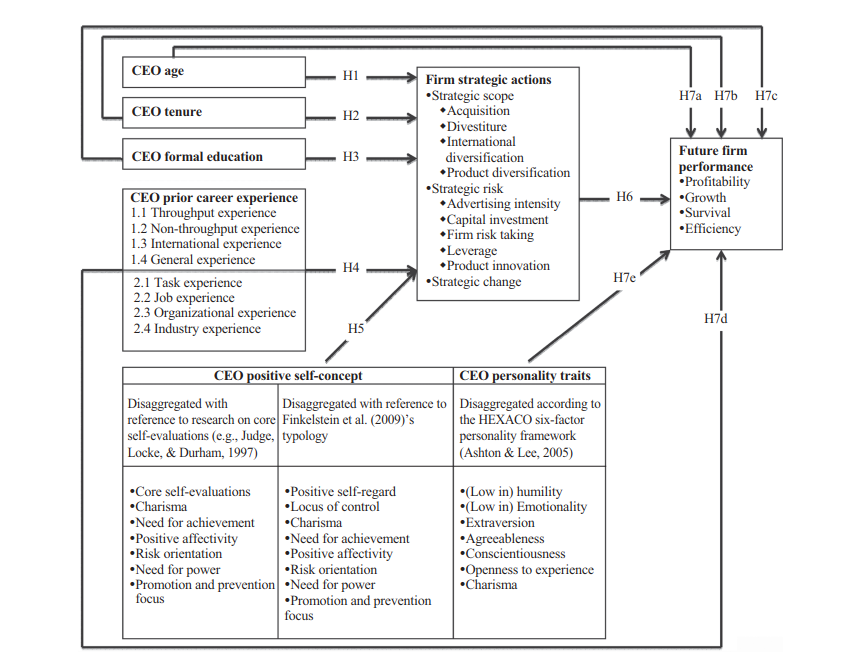 H7a H7b H7c
CEO age
H1
CEO tenure
H2
CEO formal education
H3
CEO prior career experience
1.1 Throughput experience
1.2 Non-throughput experience
1.3 International experience
1.4 General experience
2.1 Task experience
2.2 Job experience
2.3 Organizational experience
2.4 Industry experience
H4
H5
Firm strategic actions
•Strategic scope
◆Acquisition
◆Divestiture
◆International
diversification
◆Product diversification
•Strategic risk
◆Advertising intensity
◆Capital investment
◆Firm risk taking
◆Leverage
◆Product innovation
•Strategic change
H6
Future firm
performance
•Profitability
•Growth
•Survival
•Efficiency
H7e
H7d
CEO positive self-concept
Disaggregated with
reference to research on core
self-evaluations (e.g., Judge,
Locke, & Durham, 1997)
Disaggregated with reference to
Finkelstein et al. (2009)'s
typology
•Core self-evaluations
•Charisma
•Need for achievement
•Positive affectivity
•Risk orientation
•Need for power
•Promotion and prevention
focus
•Positive self-regard
•Locus of control
•Charisma
•Need for achievement
•Positive affectivity
•Risk orientation
•Need for power
•Promotion and prevention
focus
CEO personality traits
Disaggregated according to
the HEXACO six-factor
personality framework
(Ashton & Lee, 2005)
•(Low in) humility
•(Low in) Emotionality
•Extraversion
•Agreeableness
•Conscientiousness
•Openness to experience
•Charisma